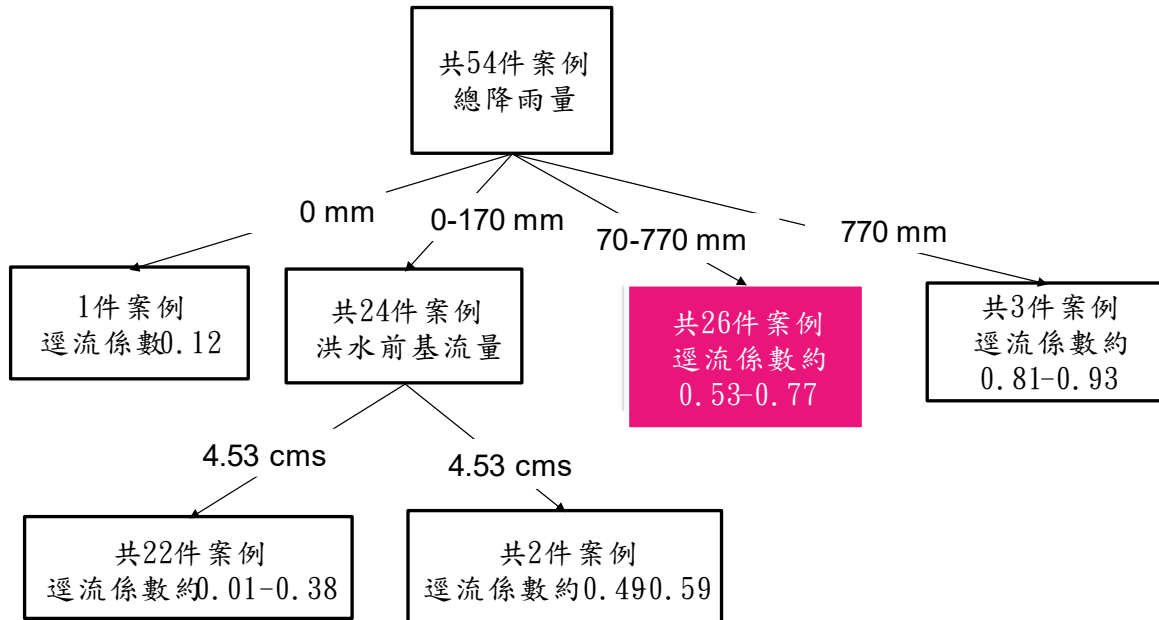 共54件案例
總降雨量
0 mm
0-170 mm
70-770 mm
770 mm
1件案例
逕流係數0.12
共24件案例
洪水前基流量
共26件案例
逕流係數約
0.53-0.77
共3件案例
逕流係數約
0.81-0.93
4.53 cms
4.53 cms
共22件案例
逕流係數約0.01-0.38
共2件案例
逕流係數約0.490.59